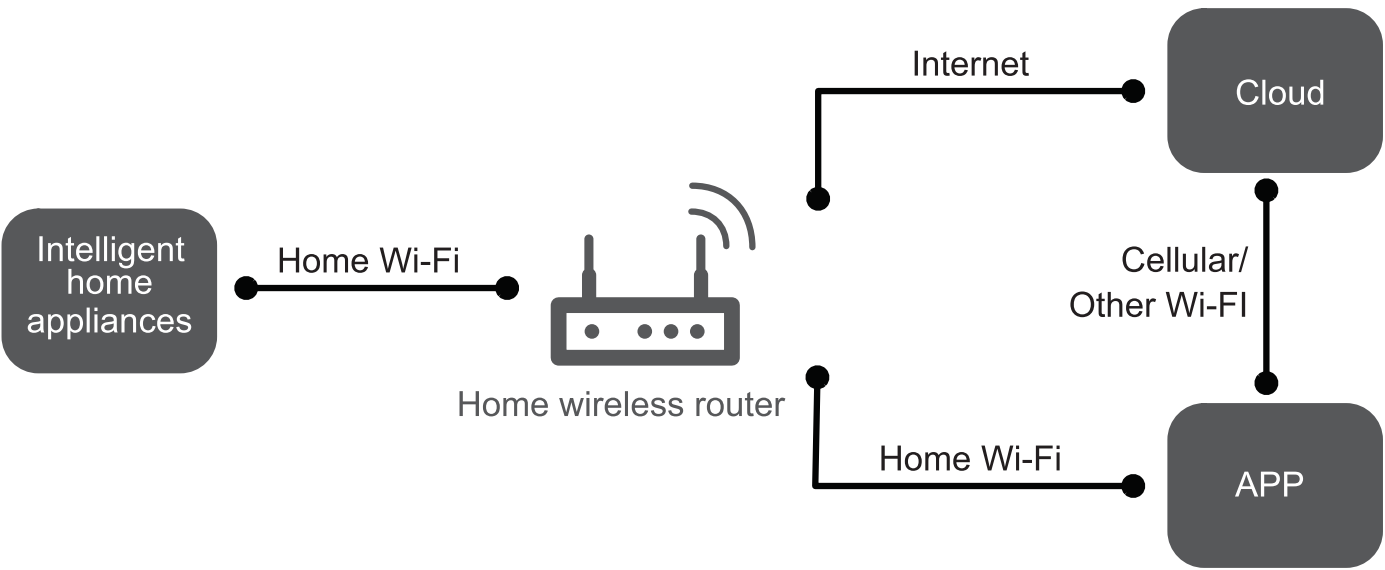 Internet
Cloud
Intelligent
home
appliances
Home Wi-Fi
Cellular/
Other Wi-FI
Home wireless router
Home Wi-Fi
APP